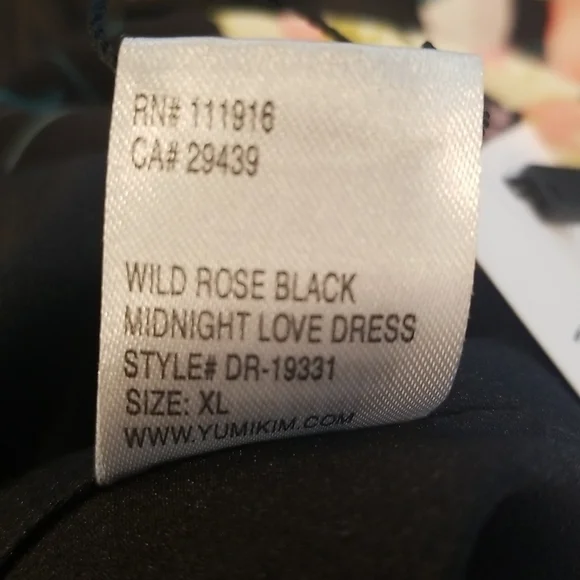 RN# 111916
CA# 29439
WILD ROSE BLACK
MIDNIGHT LOVE DRESS
STYLE# DR-19331
SIZE: XL
WWW.YUMIKIM.COM